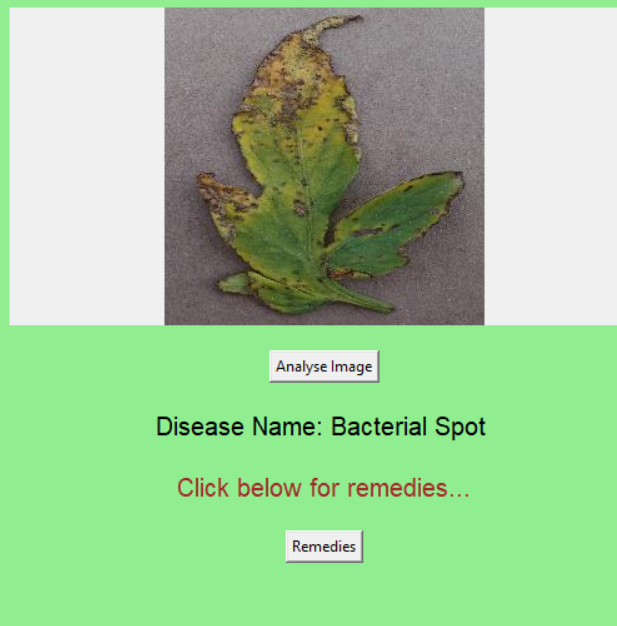 Analyse Image
Disease Name: Bacterial Spot
Click below for remedies...
Remedies